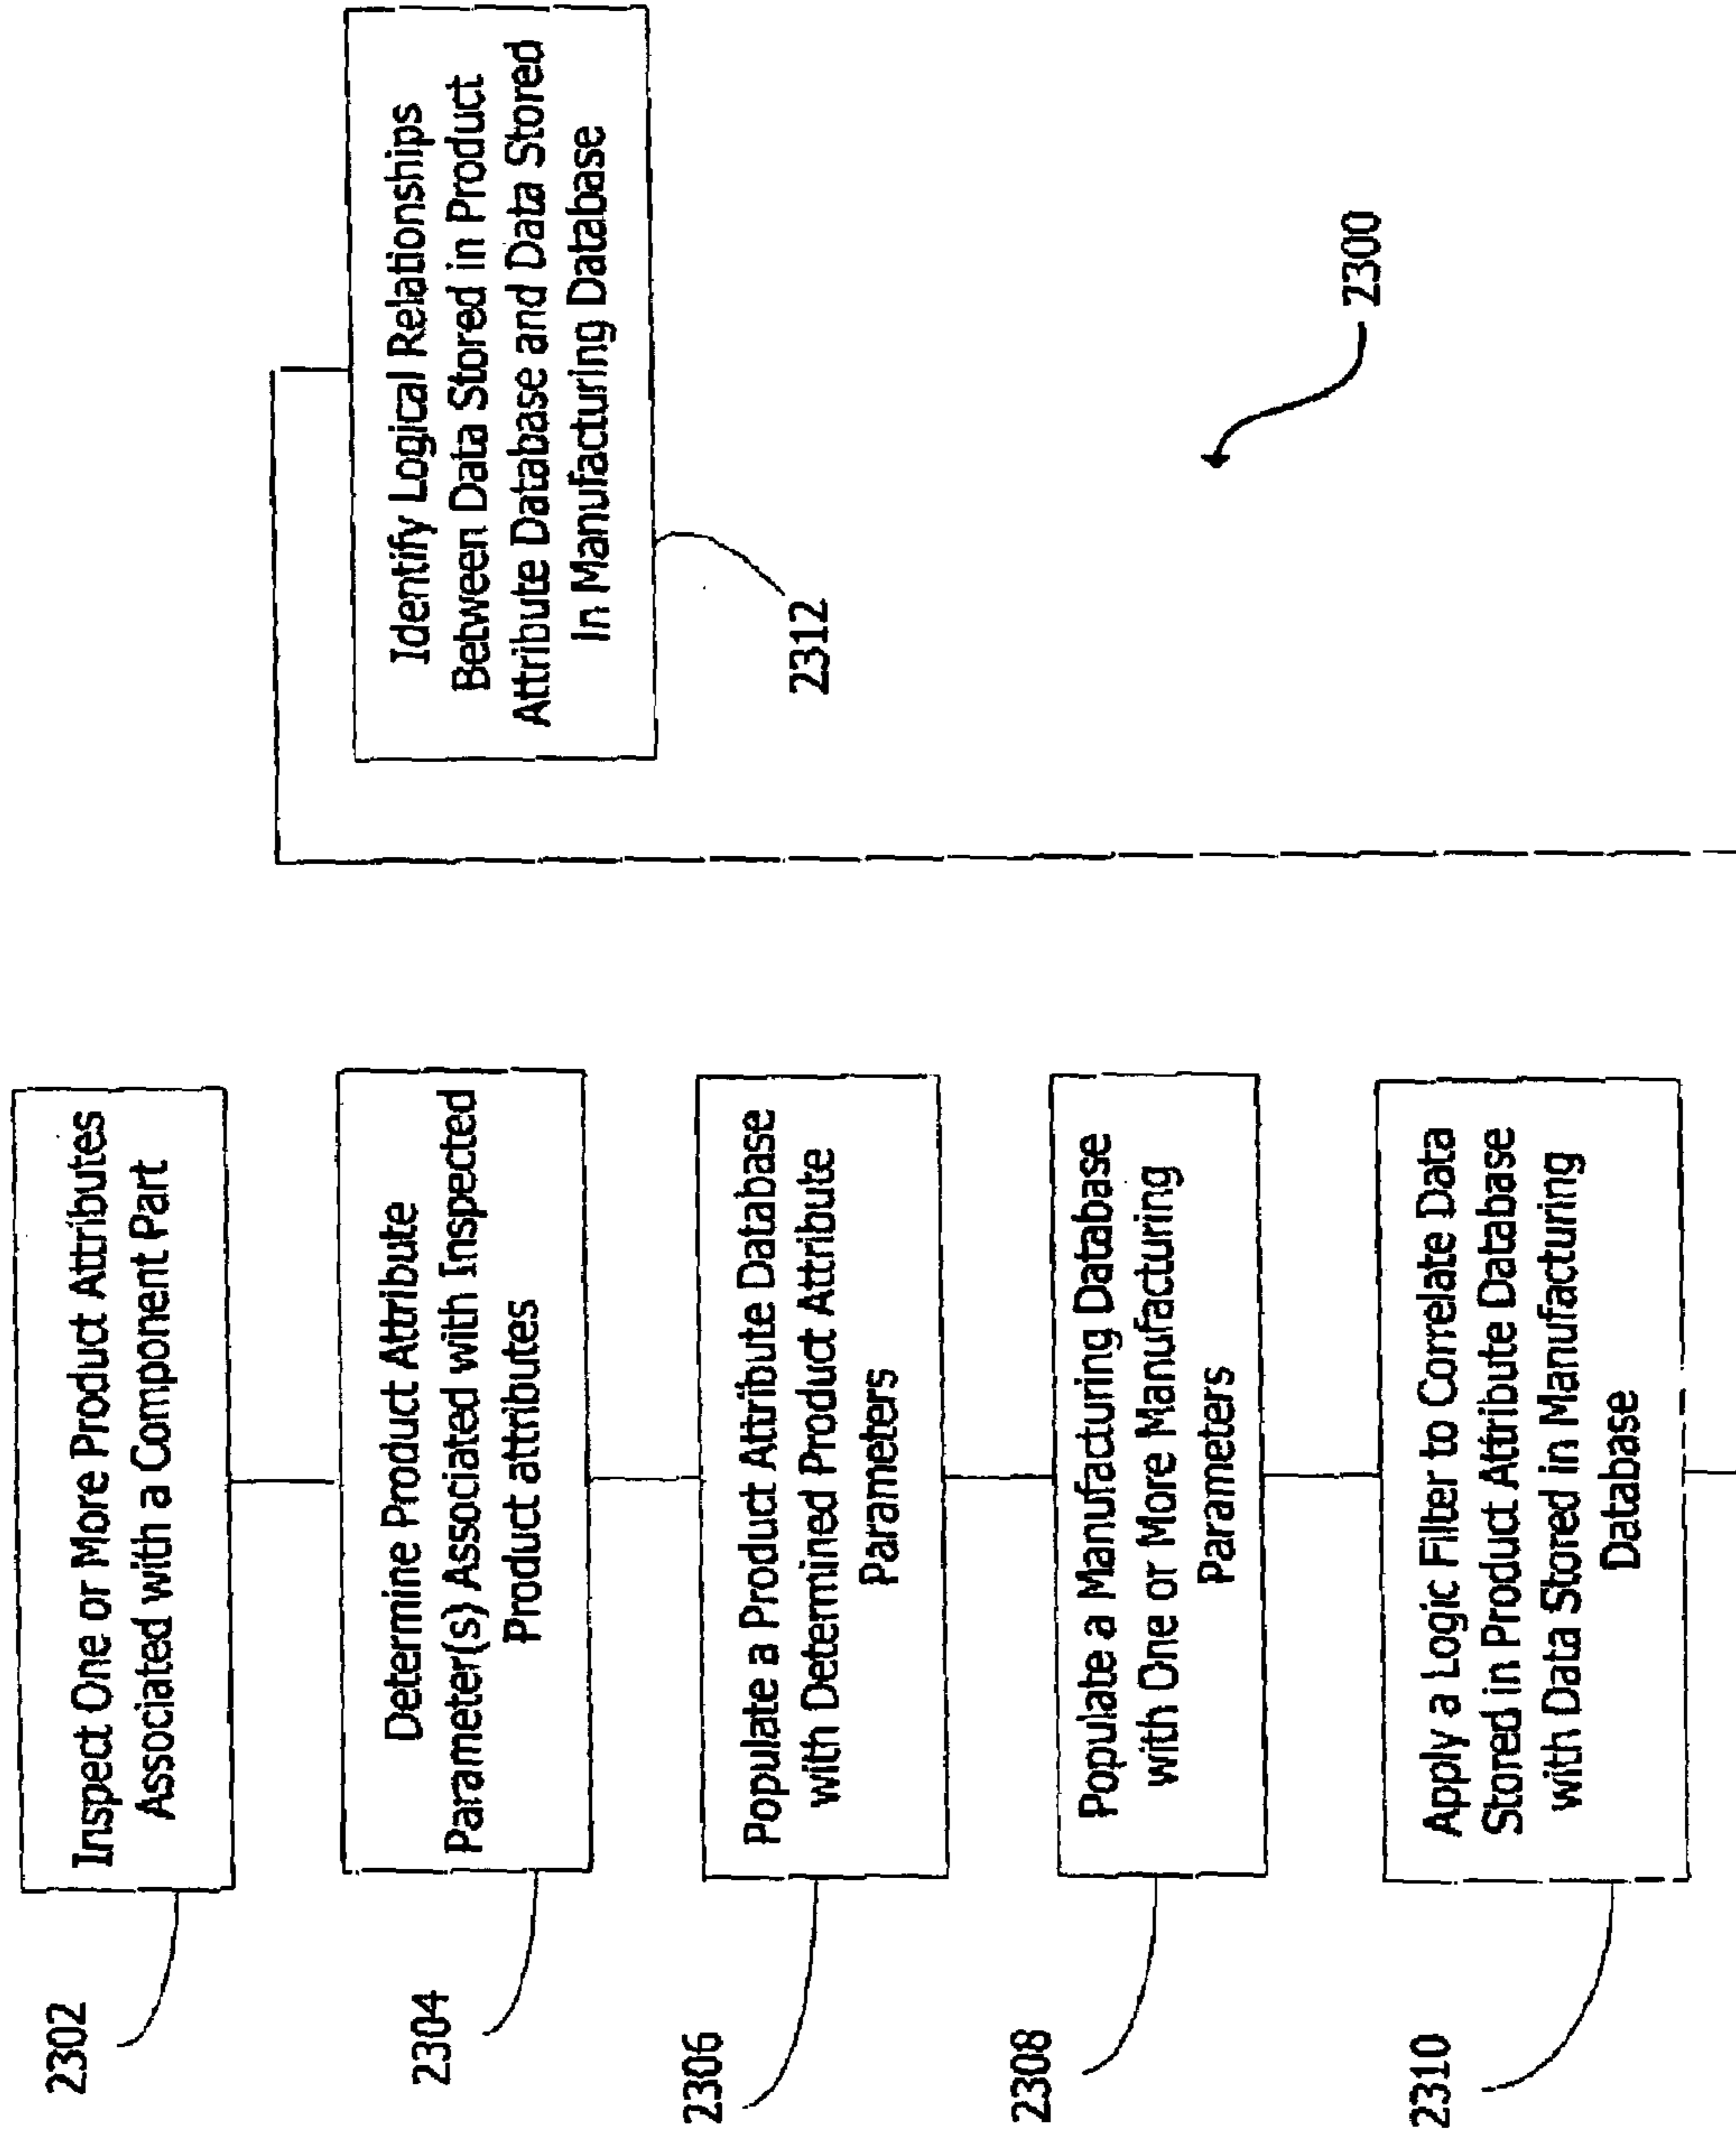 2302
Inspect One or More Product Attributes
Associated with a Component Part
2304
Determine Product Attribute
Parameter(s) Associated with Inspected
Product attributes
2306
Populate a Product Attribute Database
with Determined Product Attribute
Parameters
2308
Populate a Manufacturing Database
with One or More Manufacturing
Parameters
2310
Apply a Logic Filter to Correlate Data
Stored in Product Attribute Database
with Data Stored in Manufacturing
Database
Identify Logical Relationships
Between Data Stored in Product
Attribute Database and Data Stored
In Manufacturing Database
2312
2300